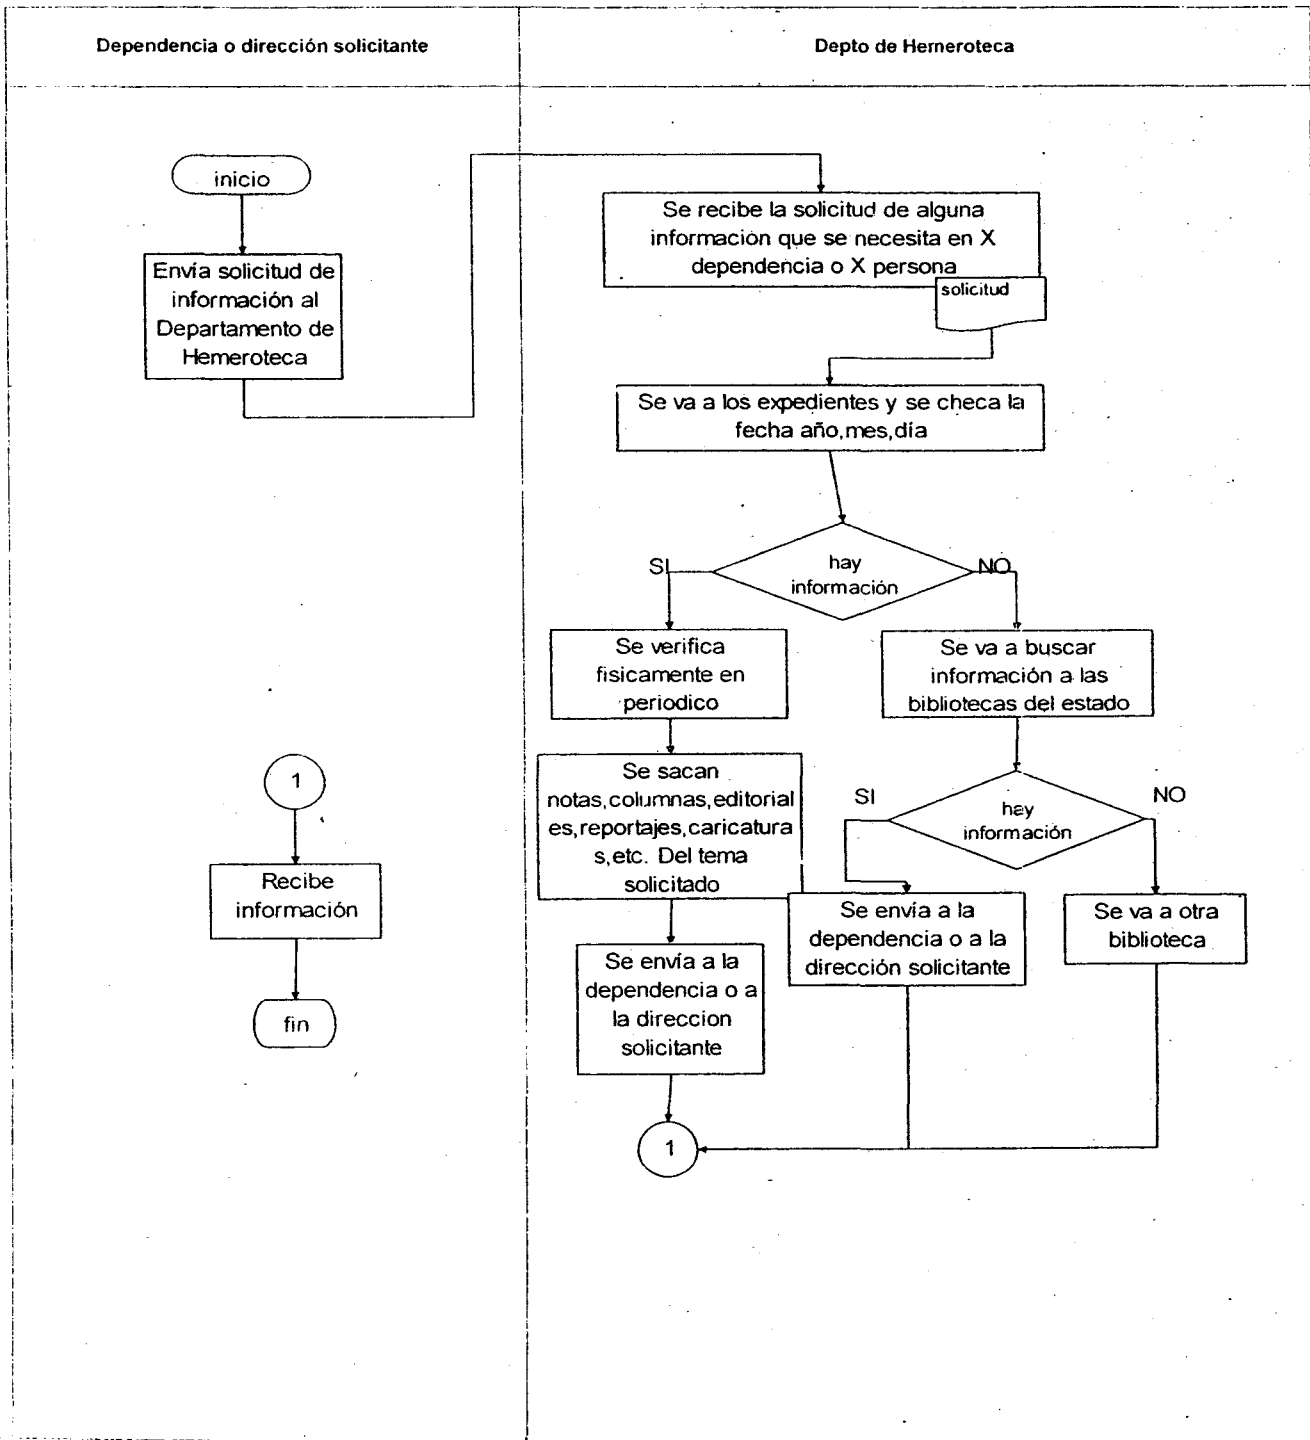 Dependencia o dirección solicitante
Depto de Hemeroteca
inicio
Envía solicitud de
información al
Departamento de
Hemeroteca
Se recibe la solicitud de alguna
información que se necesita en X
dependencia o X persona
solicitud
Se va a los expedientes y se checa la
fecha año,mes,día
hay
información
SI
NO
Se verifica
fisicamente en
periodico
Se va a buscar
información a las
bibliotecas del estado
Se sacan
notas,columnas,editorial
es,reportajes,caricatura
s,etc. Del tema
solicitado
SI
hay
información
NO
Se envía a la
dependencia o a la
dirección solicitante
Se va a otra
biblioteca
Se envía a la
dependencia o a
la direccion
solicitante
1
1
Recibe
información
fin